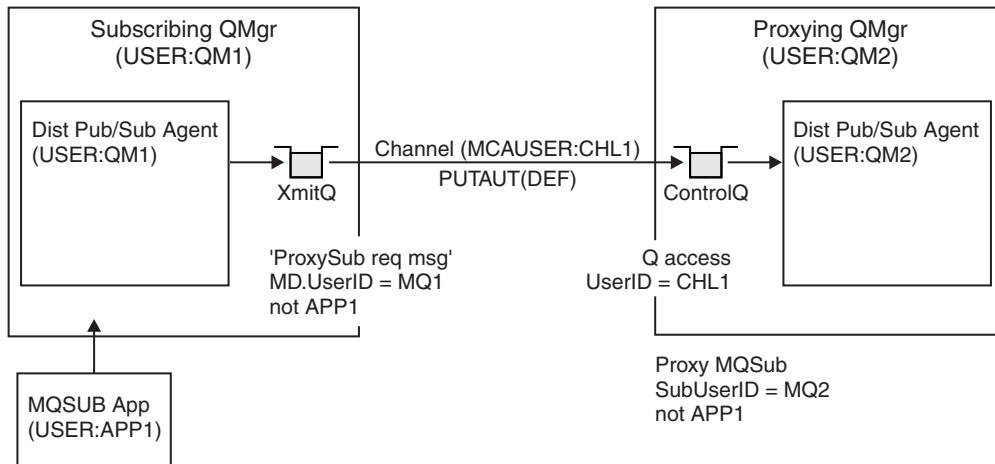 Subscribing QMgr
(USER:QM1)
Proxying QMgr
(USER:QM2)
Dist Pub/Sub Agent
(USER:QM1)
XmitQ
Channel (MCAUSER:CHL1)
PUTAUT(DEF)
ControlQ
Dist Pub/Sub Agent
(USER:QM2)
'ProxySub req msg'
MD.UserID = MQ1
not APP1
Q access
UserID = CHL1
MQSUB App
(USER:APP1)
Proxy MQSub
SubUserID = MQ2
not APP1